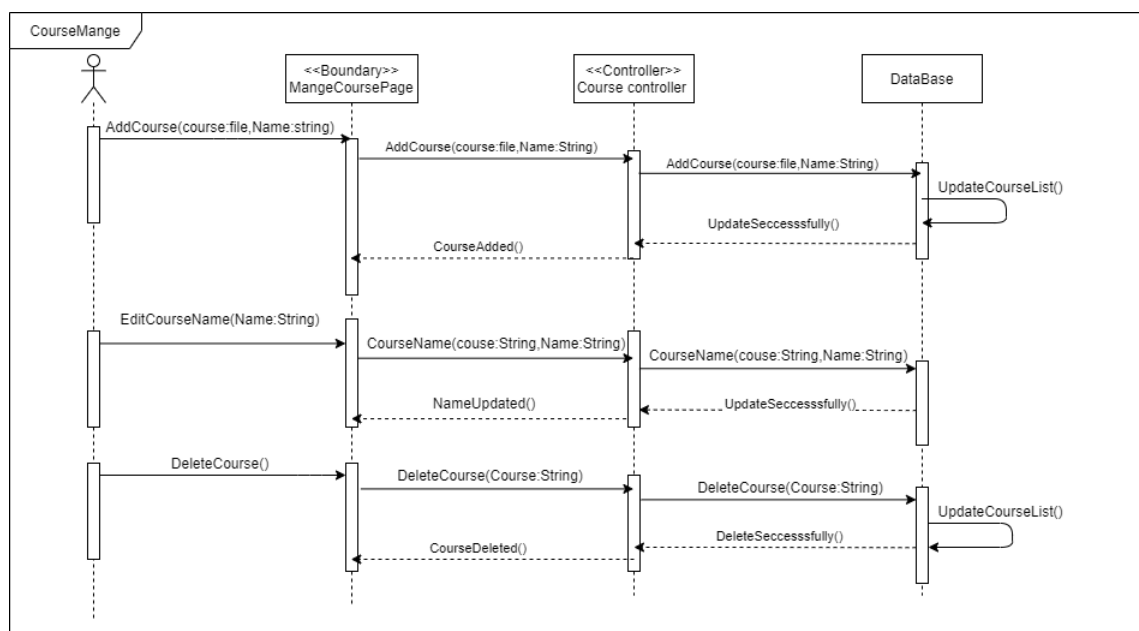 CourseMange
<<Boundary>>
MangeCoursePage
<<Controller>>
Course controller
DataBase
AddCourse(course:file,Name:string)
AddCourse(course:file,Name:String)
AddCourse(course:file,Name:String)
UpdateCourseList()
UpdateSeccesssfully()
CourseAdded()
EditCourseName(Name:String)
CourseName(couse:String,Name:String)
CourseName(couse:String,Name:String)
NameUpdated()
UpdateSeccesssfully()
DeleteCourse()
DeleteCourse(Course:String)
DeleteCourse(Course:String)
UpdateCourseList()
DeleteSeccesssfully()
CourseDeleted()